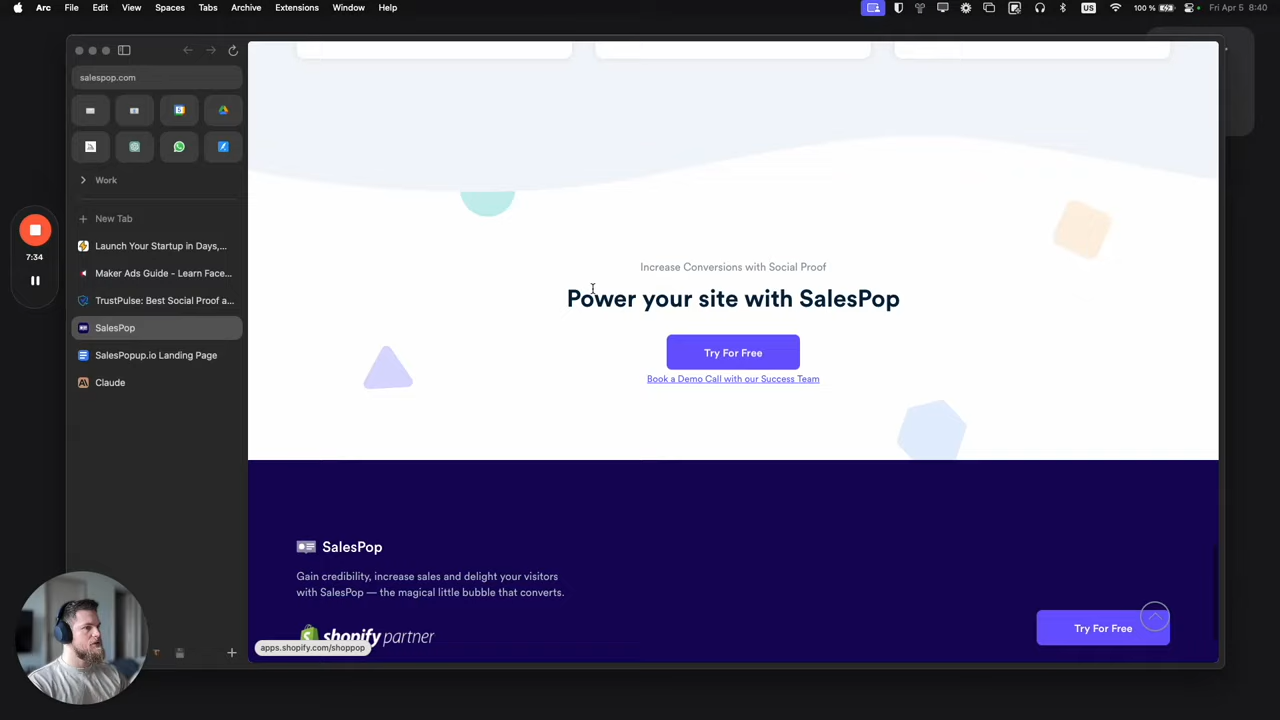 Arc File Edit View Spaces Tabs Archive Extensions Window Help
US 100 % Fri Apr 5 8:40
salespop.com
Work
New Tab
Launch Your Startup in Days,...
Maker Ads Guide - Learn Face...
TrustPulse: Best Social Proof a...
SalesPop
SalesPopup.io Landing Page
Claude
7:34
Increase Conversions with Social Proof
Power your site with SalesPop
Try For Free
Book a Demo Call with our Success Team
SalesPop
Gain credibility, increase sales and delight your visitors
with SalesPop — the magical little bubble that converts.
shopify partner
Try For Free
apps.shopify.com/shoppop